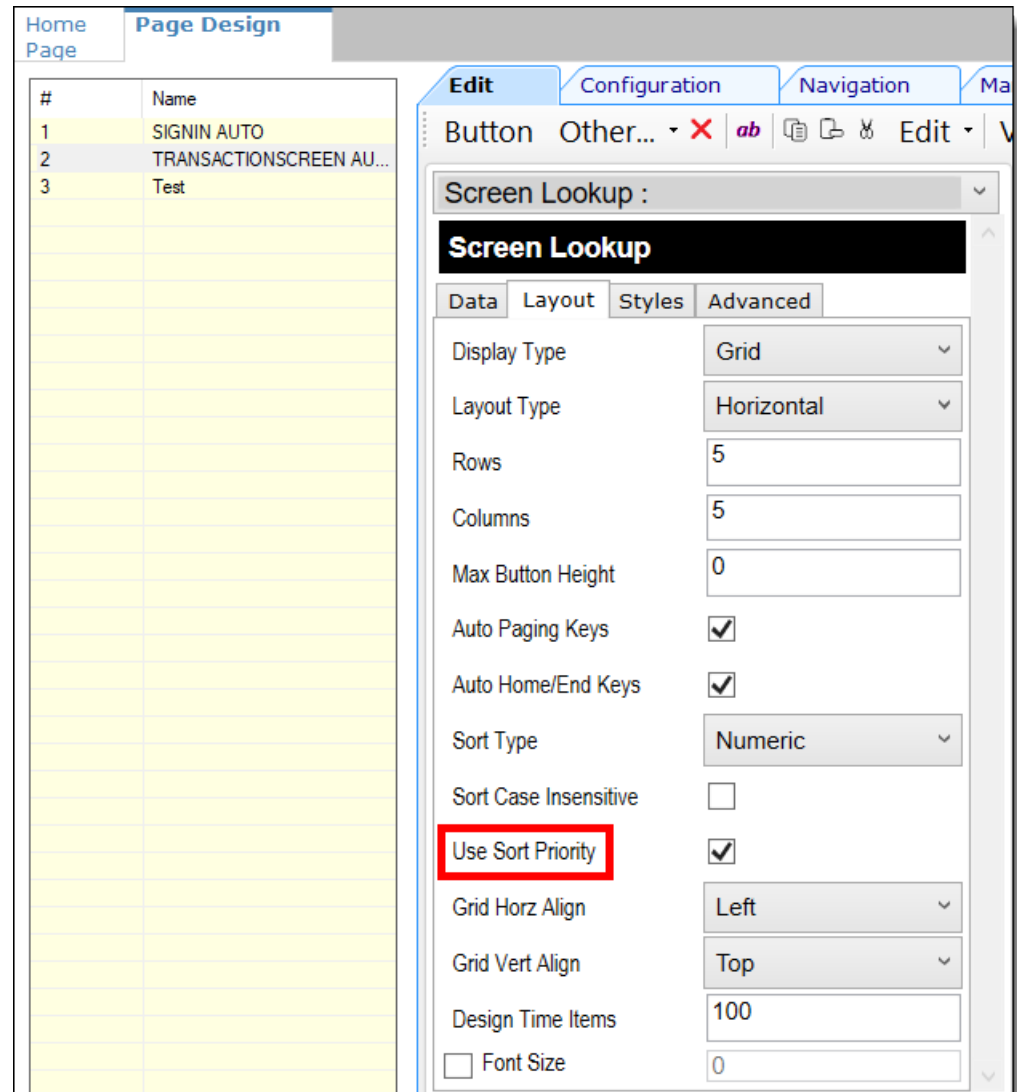 Home Page
Page Design
# Name
1 SIGNIN AUTO
2 TRANSACTIONSCREEN AU...
3 Test
Edit Configuration Navigation Ma
Button Other... ab Edit V
Screen Lookup :
Screen Lookup
Data Layout Styles Advanced
Display Type Grid
Layout Type Horizontal
Rows 5
Columns 5
Max Button Height 0
Auto Paging Keys
Auto Home/End Keys
Sort Type Numeric
Sort Case Insensitive
Use Sort Priority
Grid Horz Align Left
Grid Vert Align Top
Design Time Items 100
Font Size 0